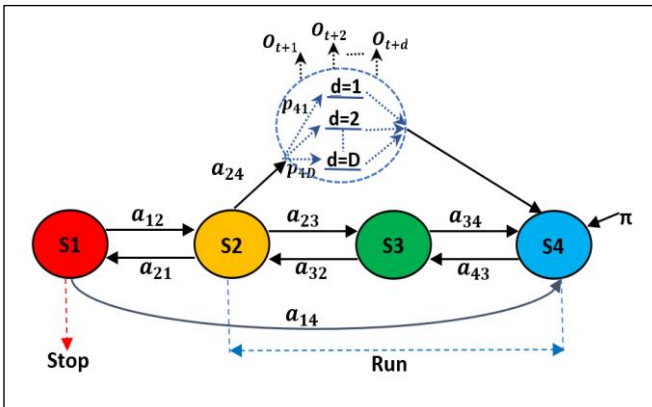 O_{t+1} O_{t+2} ..... O_{t+d}
d=1
p_{41}
d=2
p_{4D} d=D
a_{24}
a_{12} a_{23} a_{34} π
S1 S2 S3 S4
a_{21} a_{32} a_{43}
a_{14}
Stop Run